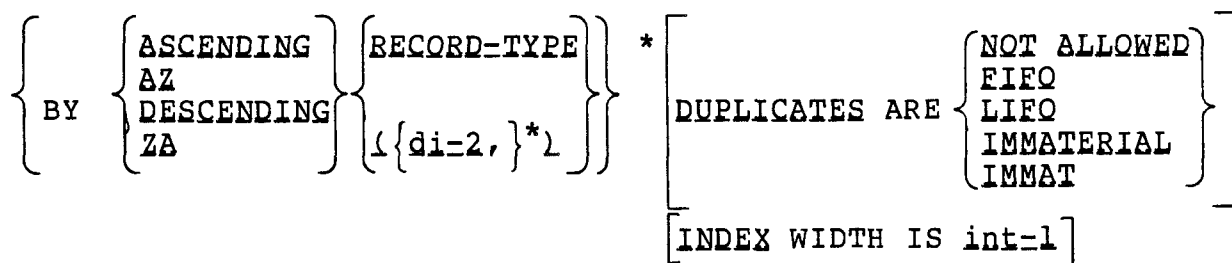 ASCENDING RECORD-TYPE * NOT ALLOWED
AZ FIFO
BY DESCENDING DUPLICATES ARE LIFO
ZA ({di-2,}*) IMMATERIAL
IMMAT
INDEX WIDTH IS int-1